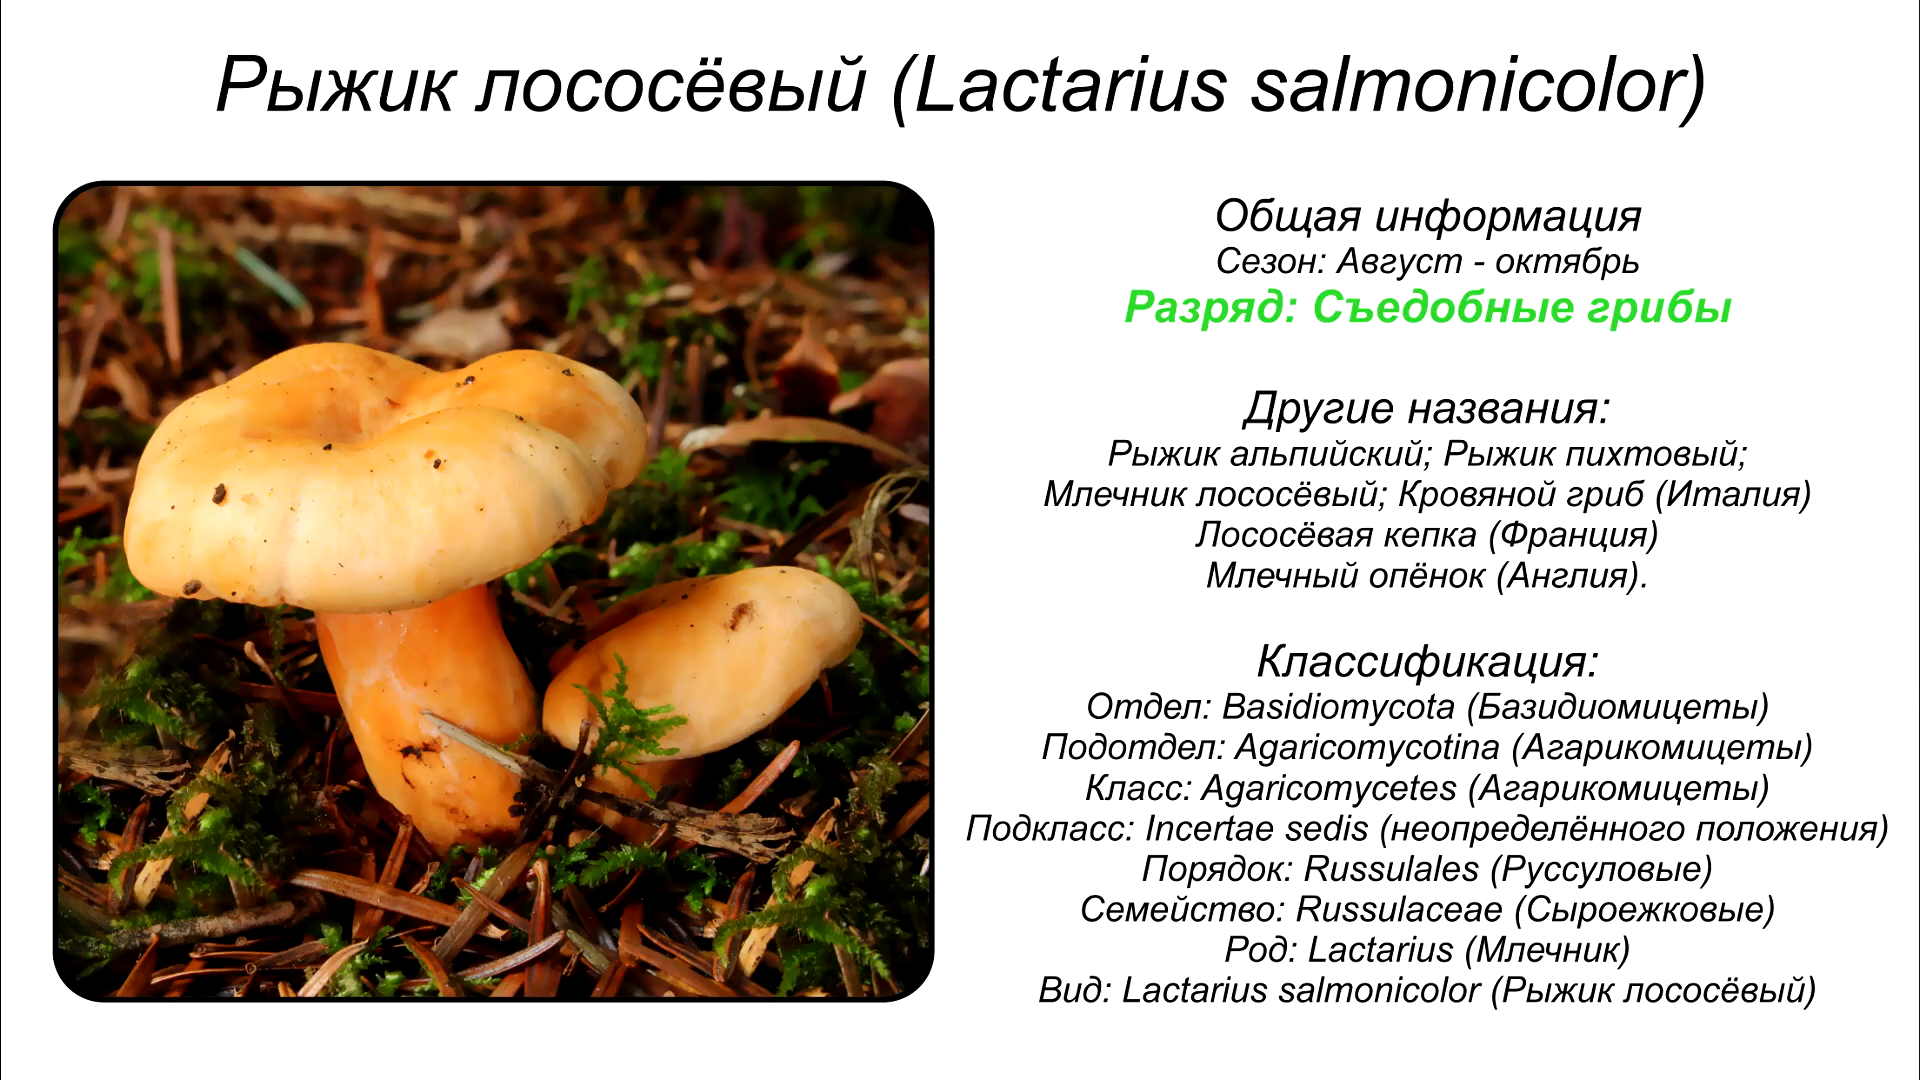 Рыжик лососёвый (Lactarius salmonicolor)
Общая информация
Сезон: Август - октябрь
Разряд: Съедобные грибы
Другие названия:
Рыжик альпийский; Рыжик пихтовый;
Млечник лососёвый; Кровяной гриб (Италия)
Лососёвая кепка (Франция)
Млечный опёнок (Англия).
Классификация:
Отдел: Basidiomycota (Базидиомицеты)
Подотдел: Agaricomycotina (Агарикомицеты)
Класс: Agaricomycetes (Агарикомицеты)
Подкласс: Incertae sedis (неопределённого положения)
Порядок: Russulales (Руссуловые)
Семейство: Russulaceae (Сыроежковые)
Род: Lactarius (Млечник)
Вид: Lactarius salmonicolor (Рыжик лососёвый)